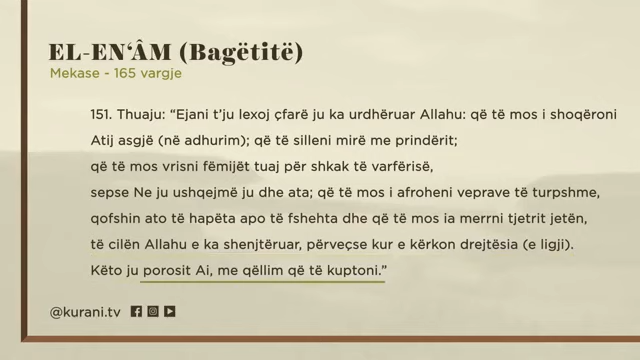 EL-EN‘ÂM (Bagëtitë)
Mekase - 165 vargje
151. Thuaju: “Ejani t’ju lexoj çfarë ju ka urdhëruar Allahu: që të mos i shoqëroni
Atij asgjë (në adhurim); që të silleni mirë me prindërit;
që të mos vrisni fëmijët tuaj për shkak të varfërisë,
sepse Ne ju ushqejmë ju dhe ata; që të mos i afroheni veprave të turpshme,
qofshin ato të hapëta apo të fshehta dhe që të mos ia merrni tjetrit jetën,
të cilën Allahu e ka shenjtëruar, përveçse kur e kërkon drejtësia (e ligji).
Këto ju porosit Ai, me qëllim që të kuptoni.”
@kurani.tv